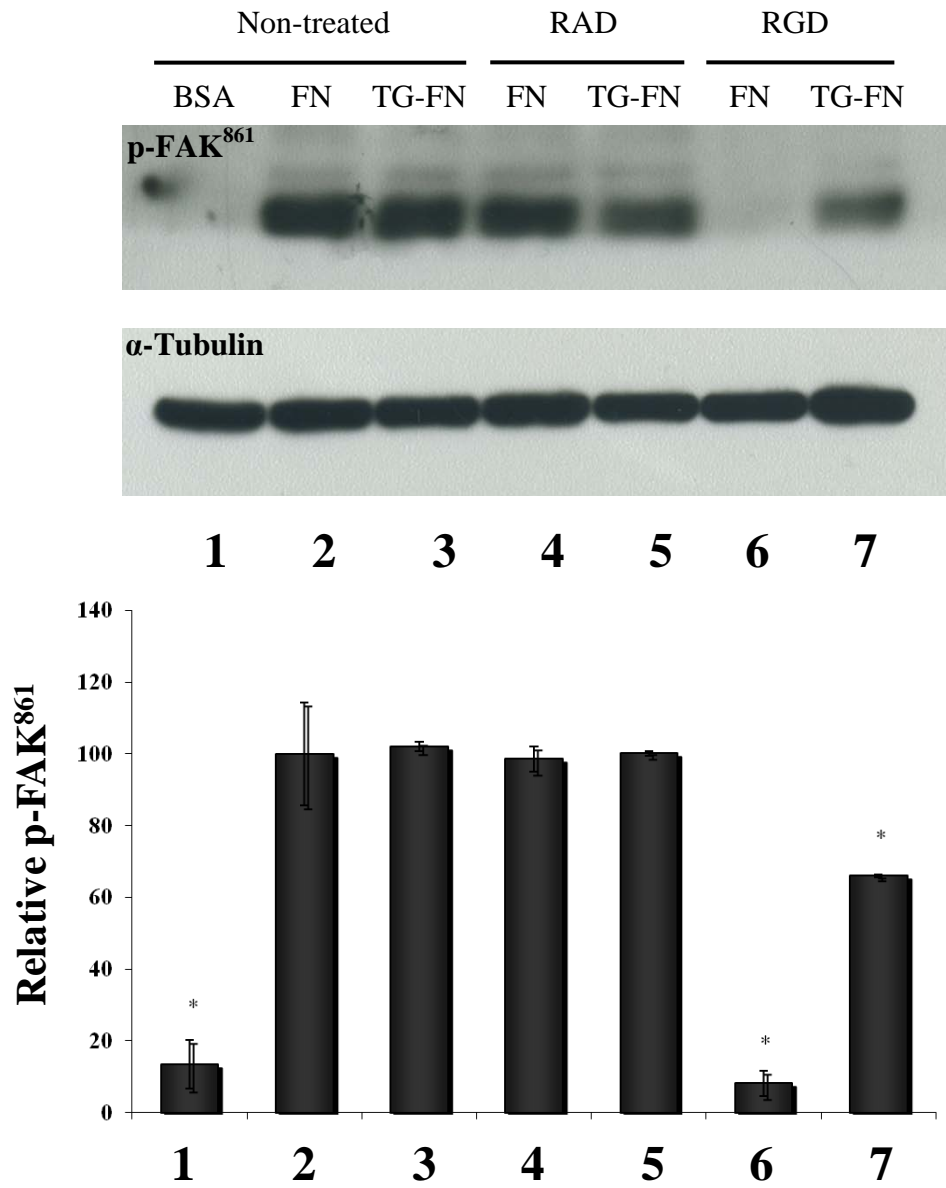 Non-treated RAD RGD
BSA FN TG-FN FN TG-FN FN TG-FN
p-FAK861
α-Tubulin
1 2 3 4 5 6 7
140
120
100
80
60
40
20
0
Relative p-FAK861
*
*
*
1 2 3 4 5 6 7